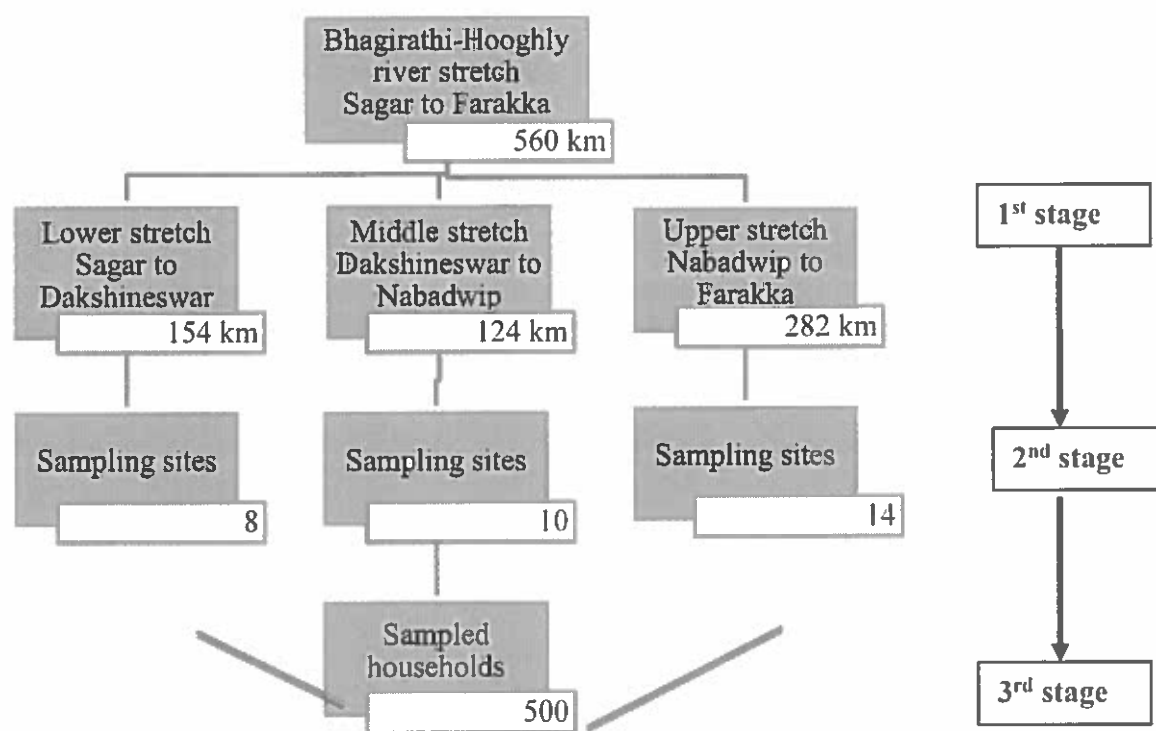 Bhagirathi-Hooghly
river stretch
Sagar to Farakka
560 km
Lower stretch
Sagar to
Dakshineswar
154 km
Middle stretch
Dakshineswar to
Nabadwip
124 km
Upper stretch
Nabadwip to
Farakka
282 km
1st stage
Sampling sites
8
Sampling sites
10
Sampling sites
14
2nd stage
Sampled
households
500
3rd stage